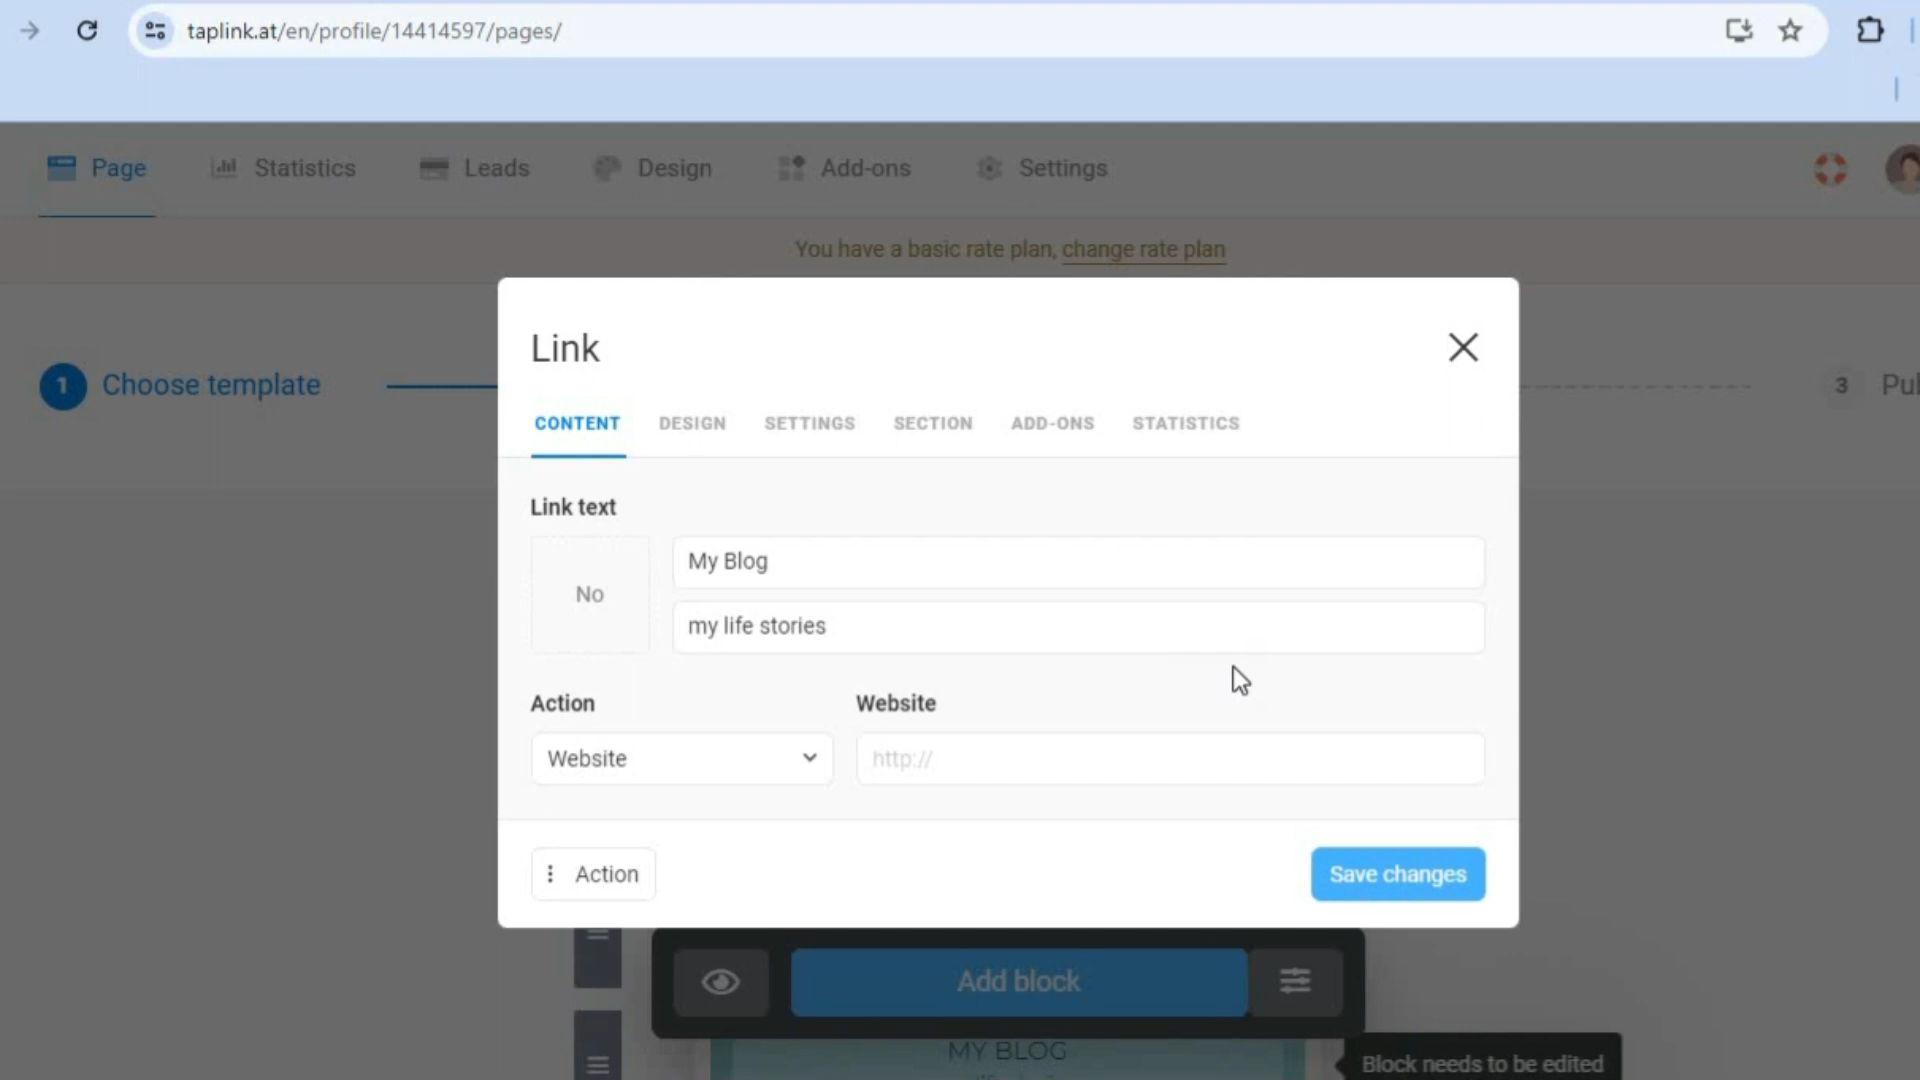 taplink.at/en/profile/14414597/pages/
Page
Statistics
Leads
Design
Add-ons
Settings
You have a basic rate plan, change rate plan
1 Choose template
3
Link
CONTENT
DESIGN
SETTINGS
SECTION
ADD-ONS
STATISTICS
Link text
No
My Blog
my life stories
Action
Website
Website
http://
Action
Save changes
Add block
MY BLOG
Block needs to be edited